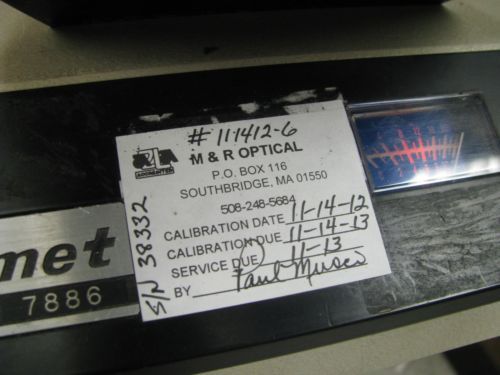 # 111412-6
M & R OPTICAL
P.O. BOX 116
SOUTHBRIDGE, MA 01550
508-248-5684
CALIBRATION DATE 11-14-12
CALIBRATION DUE 11-14-13
SERVICE DUE 11-13
BY Paul
S/N 38332
met
7886